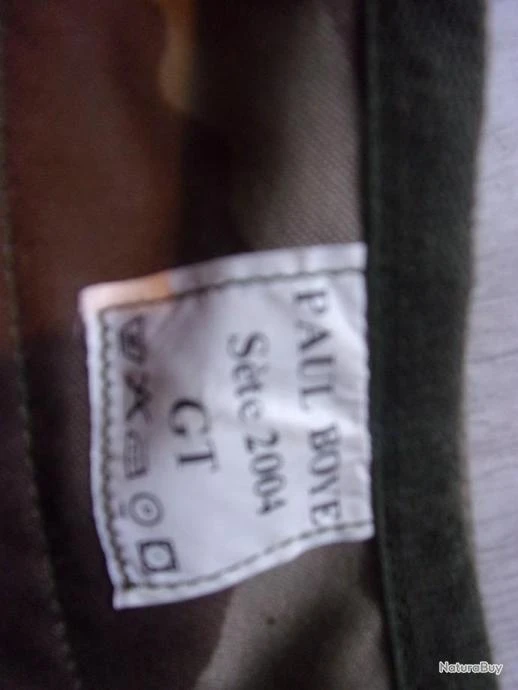 PAUL BOYE
Sète 2004
GT
NaturaBuy